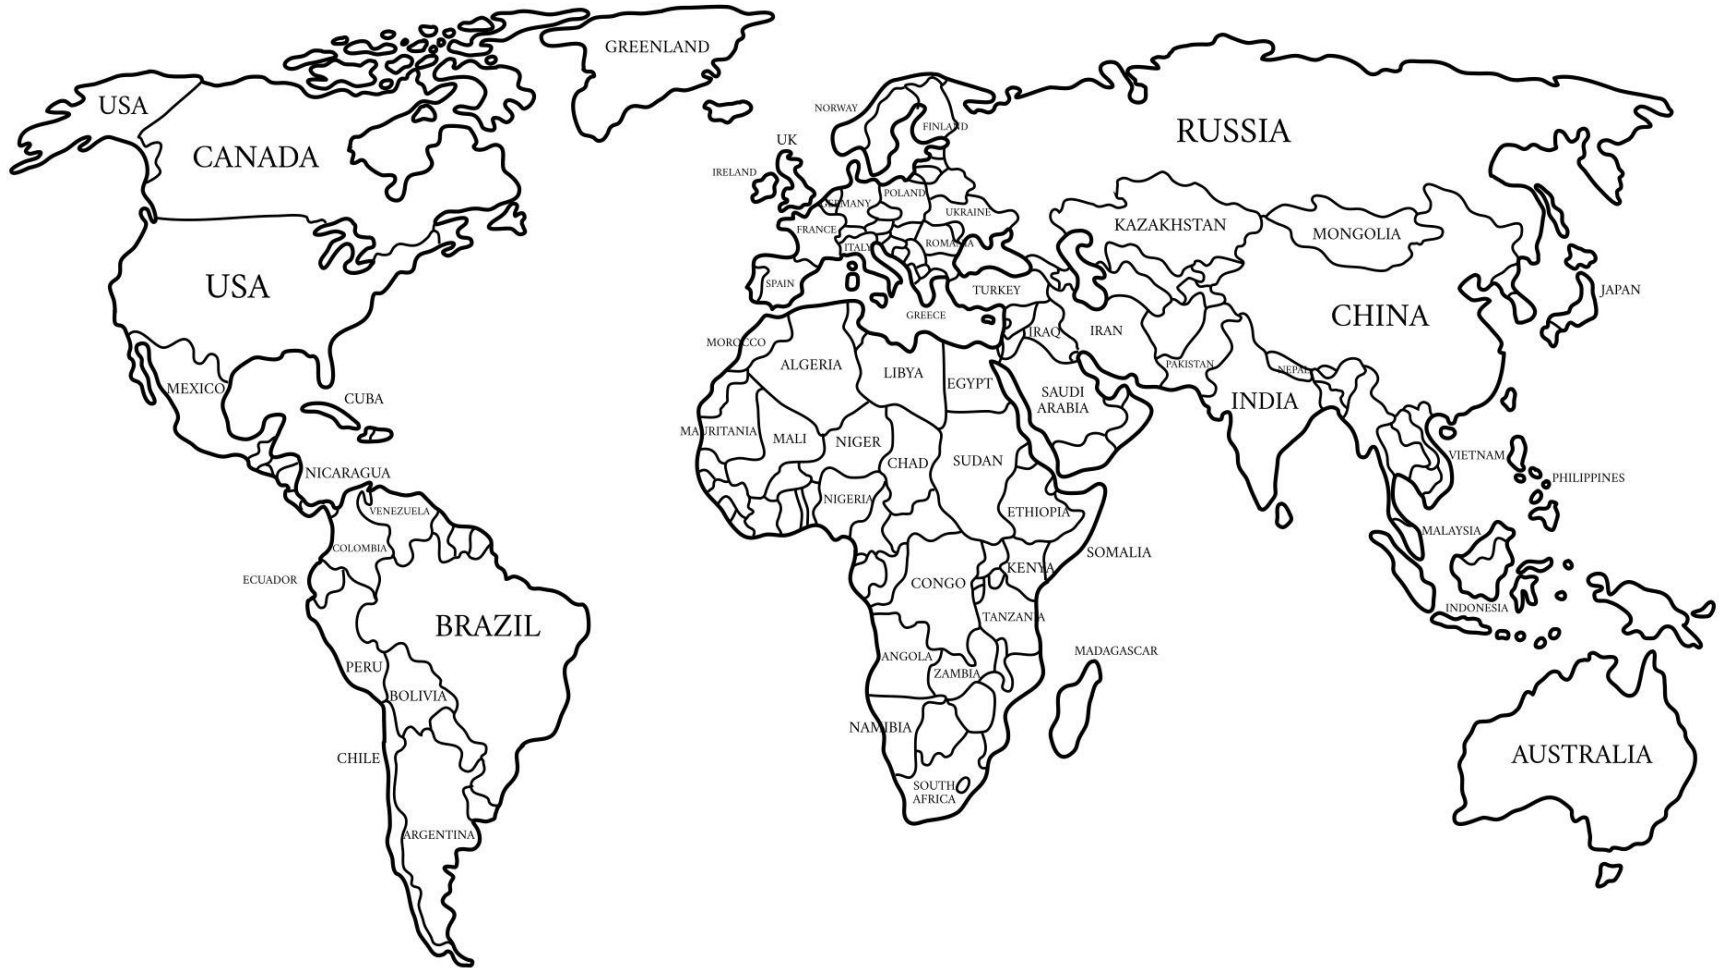 GREENLAND
USA
CANADA
USA
MEXICO
CUBA
NICARAGUA
VENEZUELA
COLOMBIA
ECUADOR
BRAZIL
PERU
BOLIVIA
CHILE
ARGENTINA
NORWAY
FINLAND
UK
IRELAND
POLAND
GERMANY
UKRAINE
FRANCE
ITALY
ROMANIA
SPAIN
TURKEY
GREECE
RUSSIA
KAZAKHSTAN
MONGOLIA
CHINA
JAPAN
IRAQ
IRAN
PAKISTAN
NEPAL
INDIA
SAUDI
ARABIA
VIETNAM
PHILIPPINES
MALAYSIA
INDONESIA
MOROCCO
ALGERIA
LIBYA
EGYPT
MAURITANIA
MALI
NIGER
CHAD
SUDAN
NIGERIA
ETHIOPIA
SOMALIA
KENYA
CONGO
TANZANIA
ANGOLA
ZAMBIA
MADAGASCAR
NAMIBIA
SOUTH
AFRICA
AUSTRALIA